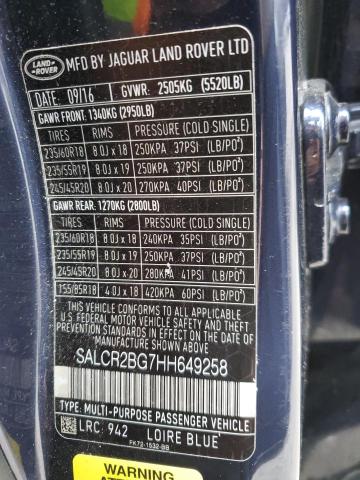 LAND ROVER
MFD BY JAGUAR LAND ROVER LTD
DATE: 09/16 GVWR: 2505KG (5520LB)
GAWR FRONT: 1340KG (2950LB)
TIRES RIMS PRESSURE (COLD SINGLE)
235/60R18 8.0J x 18 250KPA 37PSI (LB/PO²)
235/55R19 8.0J x 19 250KPA 37PSI (LB/PO²)
245/45R20 8.0J x 20 270KPA 40PSI (LB/PO²)
GAWR REAR: 1270KG (2800LB)
TIRES RIMS PRESSURE (COLD SINGLE)
235/60R18 8.0J x 18 240KPA 35PSI (LB/PO²)
235/55R19 8.0J x 19 250KPA 37PSI (LB/PO²)
245/45R20 8.0J x 20 280KPA 41PSI (LB/PO²)
155/85R18 4.0J x 18 420KPA 60PSI (LB/PO²)
THIS VEHICLE CONFORMS TO ALL APPLICABLE
U.S. FEDERAL MOTOR VEHICLE SAFETY,
BUMPER, AND THEFT PREVENTION STANDARDS
IN EFFECT ON THE DATE OF
MANUFACTURE SHOWN ABOVE
SALCR2BG7HH649258
TYPE: MULTI-PURPOSE PASSENGER VEHICLE
LRC: 942 LOIRE BLUE
FK72-1532-BB
WARNING